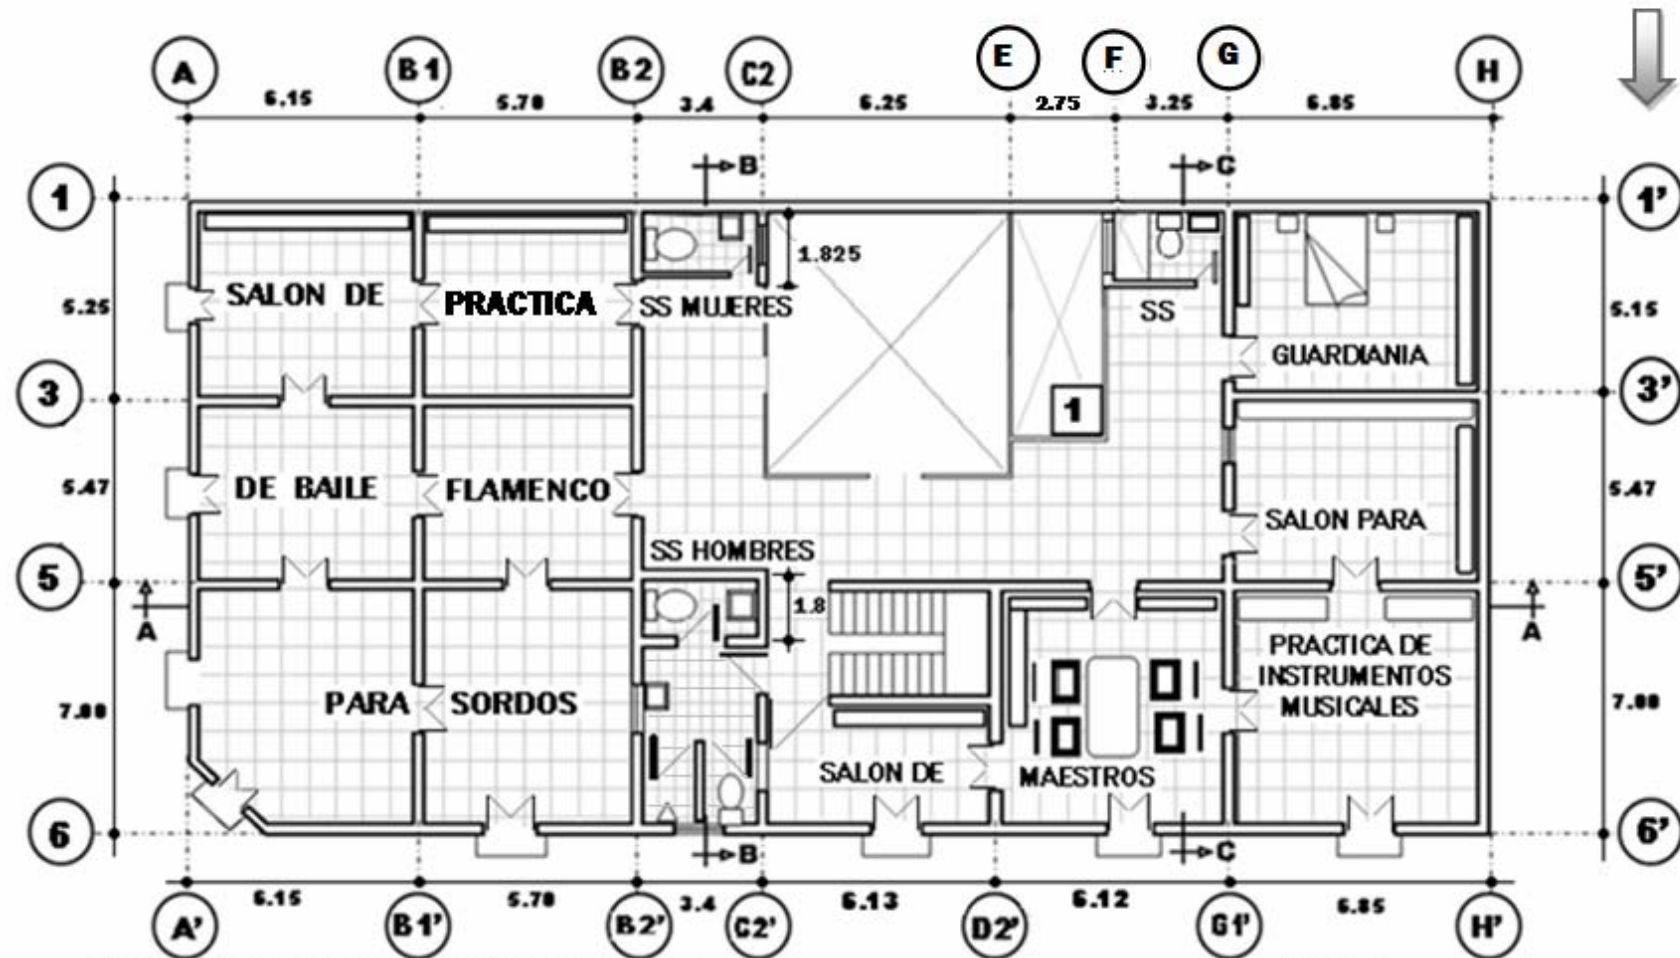 A B1 B2 C2 E F G H
6.15 5.70 3.4 6.25 2.75 3.25 6.85
B C
1 1'
1.825
5.25 SALON DE PRACTICA SS MUJERES SS 5.15
GUARDIANIA
3 3'
1
5.47 DE BAILE FLAMENCO 5.47
SALON PARA
SS HOMBRES
5 5'
1.8
A A
PRACTICA DE
INSTRUMENTOS
MUSICALES
7.00 PARA SORDOS 7.00
SALON DE MAESTROS
6 6'
B C
6.15 5.70 3.4 6.13 6.12 6.85
A' B1' B2' C2' D2' G1' H'